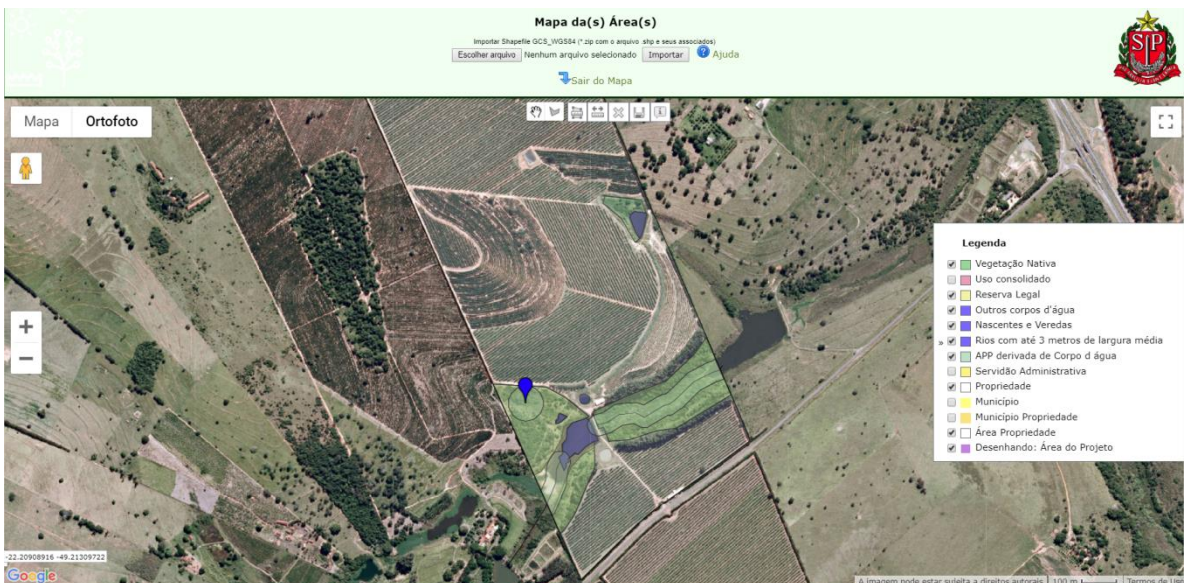 Mapa da(s) Área(s)
Importar Shapefile GCS_WGS84 (*.zip com o arquivo .shp e seus associados)
Escolher arquivo Nenhum arquivo selecionado Importar ? Ajuda
Sair do Mapa
SP
Mapa Ortofoto
Legenda
Vegetação Nativa
Uso consolidado
Reserva Legal
Outros corpos d'água
Nascentes e Veredas
» Rios com até 3 metros de largura média
APP derivada de Corpo d água
Servidão Administrativa
Propriedade
Município
Município Propriedade
Área Propriedade
Desenhando: Área do Projeto
+
−
-22.20908916 -49.21309722
Google
A imagem pode estar sujeita a direitos autorais 100 m Termos de Uso